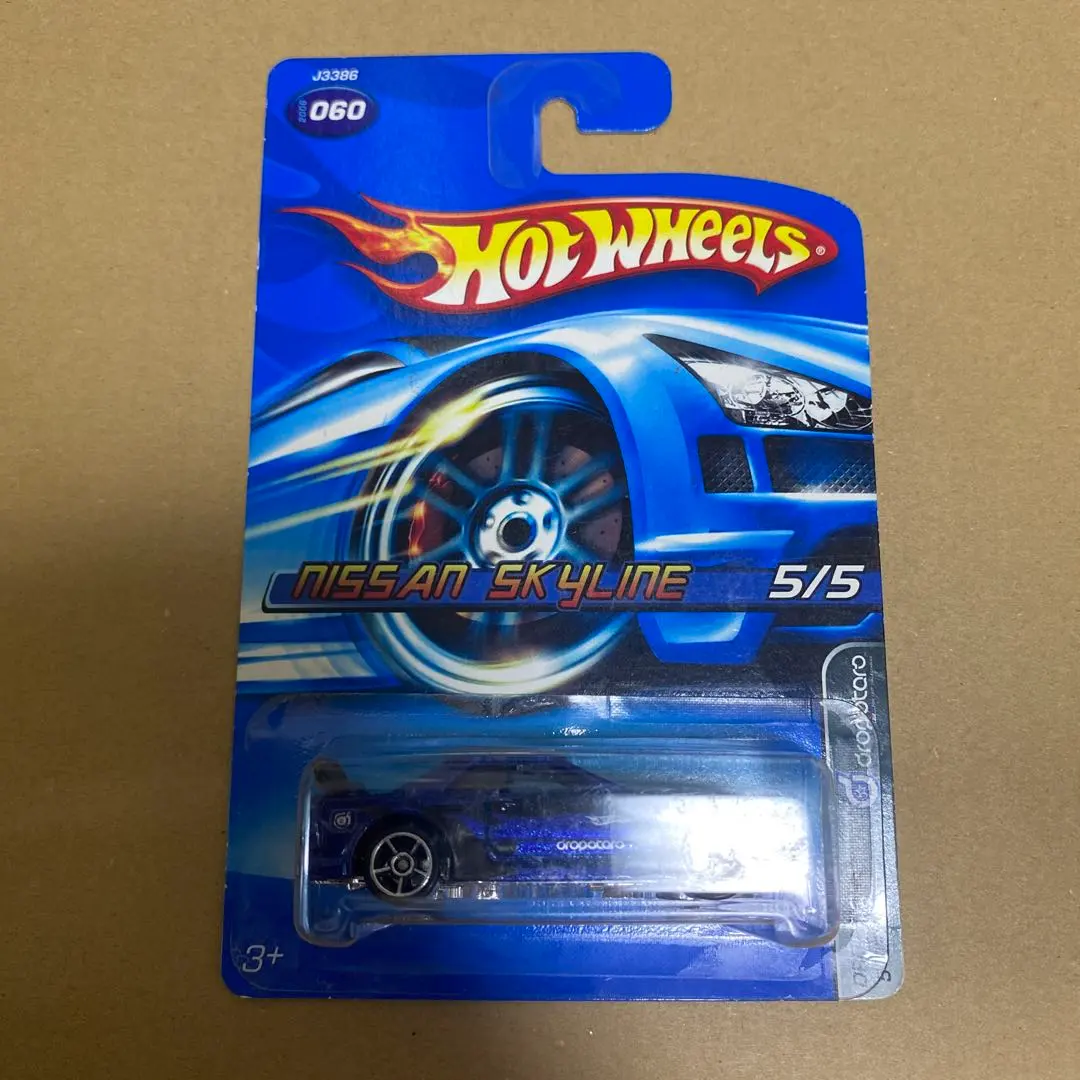 J3386
2006 060
HOT WHEELS®
NISSAN SKYLINE 5/5
dropstars
dropstars
3+